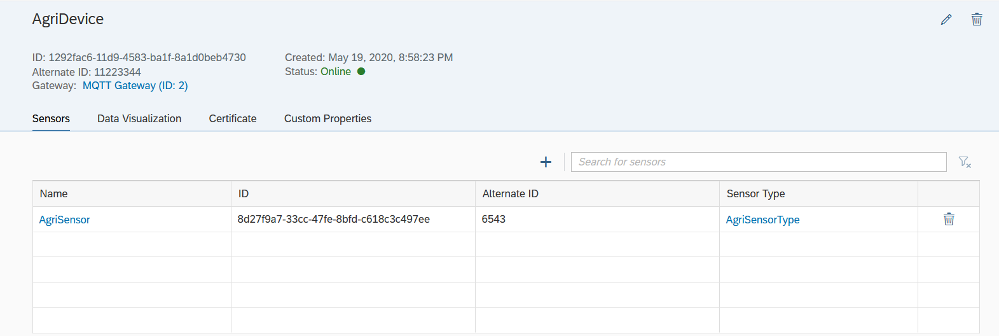 AgriDevice
ID: 1292fac6-11d9-4583-ba1f-8a1d0beb4730
Created: May 19, 2020, 8:58:23 PM
Alternate ID: 11223344
Status: Online
Gateway: MQTT Gateway (ID: 2)
Sensors Data Visualization Certificate Custom Properties
Search for sensors
Name ID Alternate ID Sensor Type
AgriSensor 8d27f9a7-33cc-47fe-8bfd-c618c3c497ee 6543 AgriSensorType